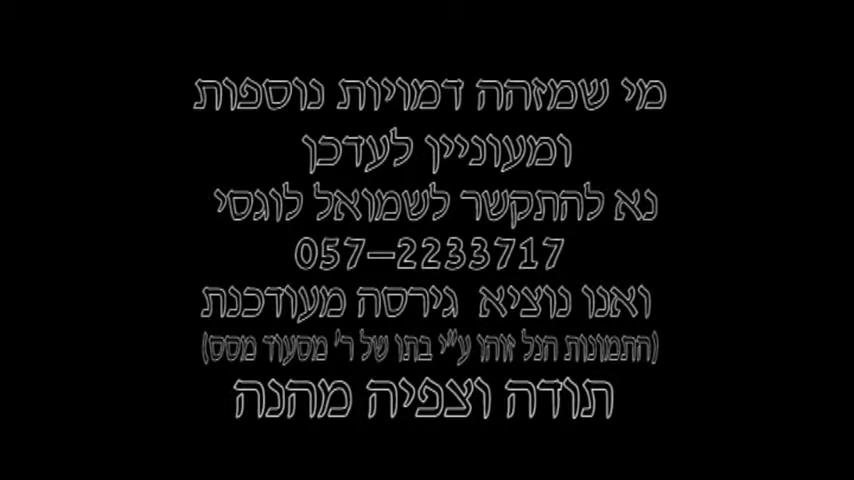 מי שמזהה דמויות נוספות
ומעוניין לעדכן
נא להתקשר לשמואל לוגסי
057-2233717
ואנו נוציא גירסה מעודכנת
(התמונות הנל זוהו ע"י בתו של ר' מסעוד מסס)
תודה וצפיה מהנה